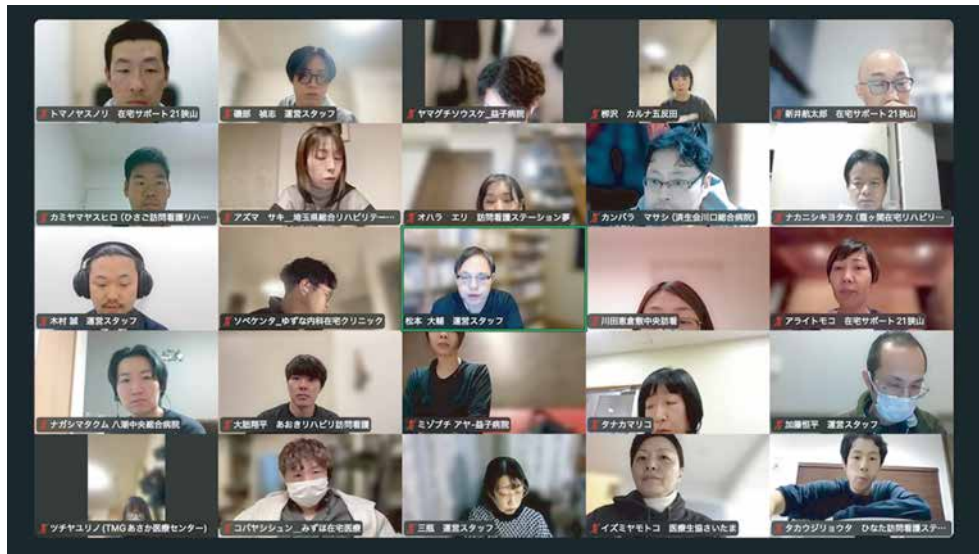 トマノヤスノリ 在宅サポート21狭山
磯部 禎志 運営スタッフ
ヤマグチソウスケ_益子病院
柳沢 カルナ五反田
新井航太郎 在宅サポート21狭山
カミヤマヤスヒロ(ひさご訪問看護リハ…
アズマ サキ__埼玉県総合リハビリテー…
オハラ エリ 訪問看護ステーション夢
カンバラ マサシ(済生会川口総合病院)
ナカニシキヨタカ(霞ヶ関在宅リハビリ…
木村 誠 運営スタッフ
ソベケンタ_ゆずな内科在宅クリニック
松本 大輔 運営スタッフ
川田恵倉敷中央訪看
アライトモコ 在宅サポート21狭山
ナガシマタクム 八潮中央総合病院
大胡翔平 あおきリハビリ訪問看護
ミゾブチ アヤ-益子病院
タナカマリコ
加藤恒平 運営スタッフ
ツチヤユリノ(TMGあさか医療センター)
コバヤシシュン__みずほ在宅医療
三瓶 運営スタッフ
イズミヤモトコ 医療生協さいたま
タカウジリョウタ ひなた訪問看護ステ…